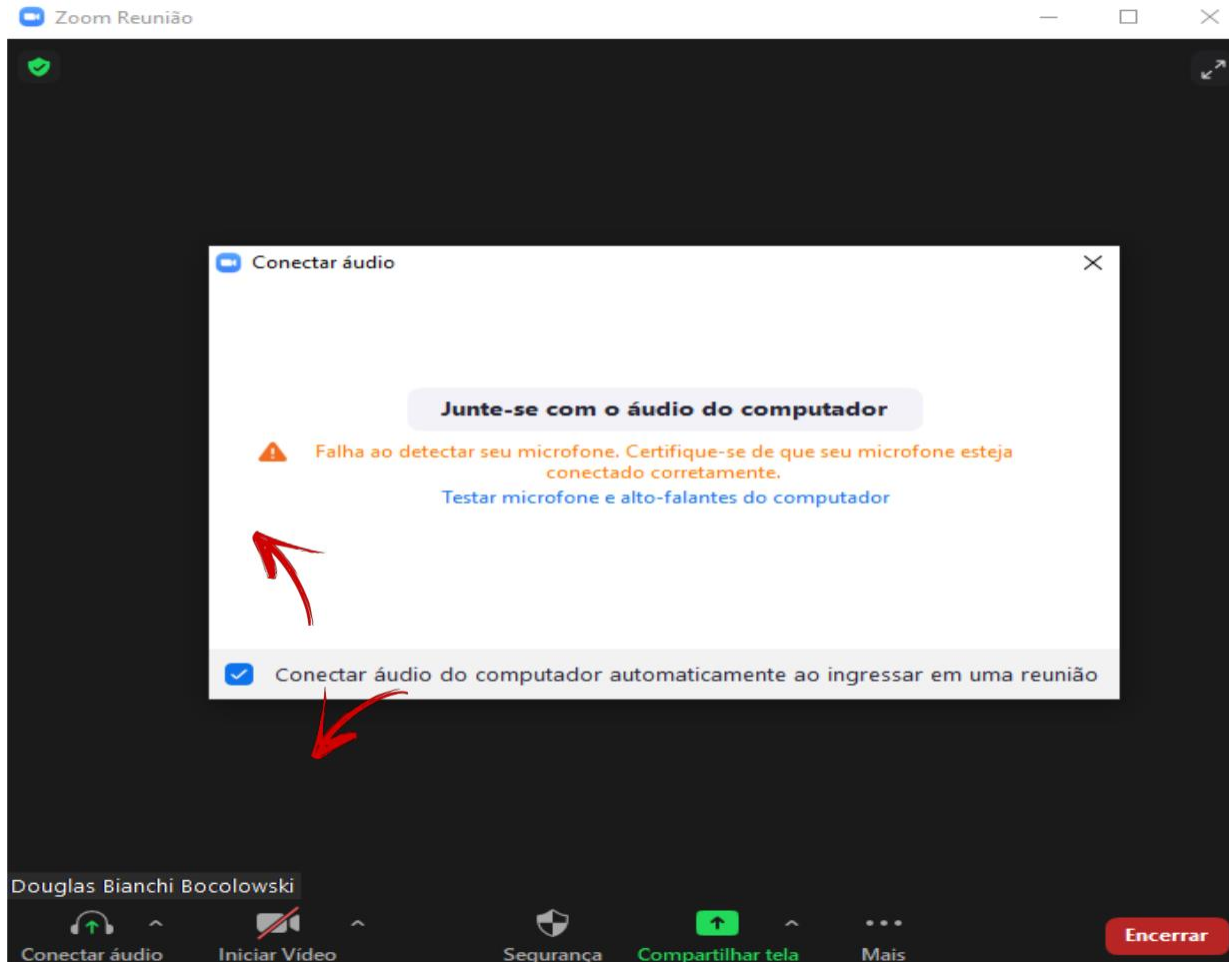 Zoom Reunião
Conectar áudio
Junte-se com o áudio do computador
Falha ao detectar seu microfone. Certifique-se de que seu microfone esteja
conectado corretamente.
Testar microfone e alto-falantes do computador
Conectar áudio do computador automaticamente ao ingressar em uma reunião
Douglas Bianchi Bocolowski
Conectar áudio
Iniciar Vídeo
Segurança
Compartilhar tela
Mais
Encerrar